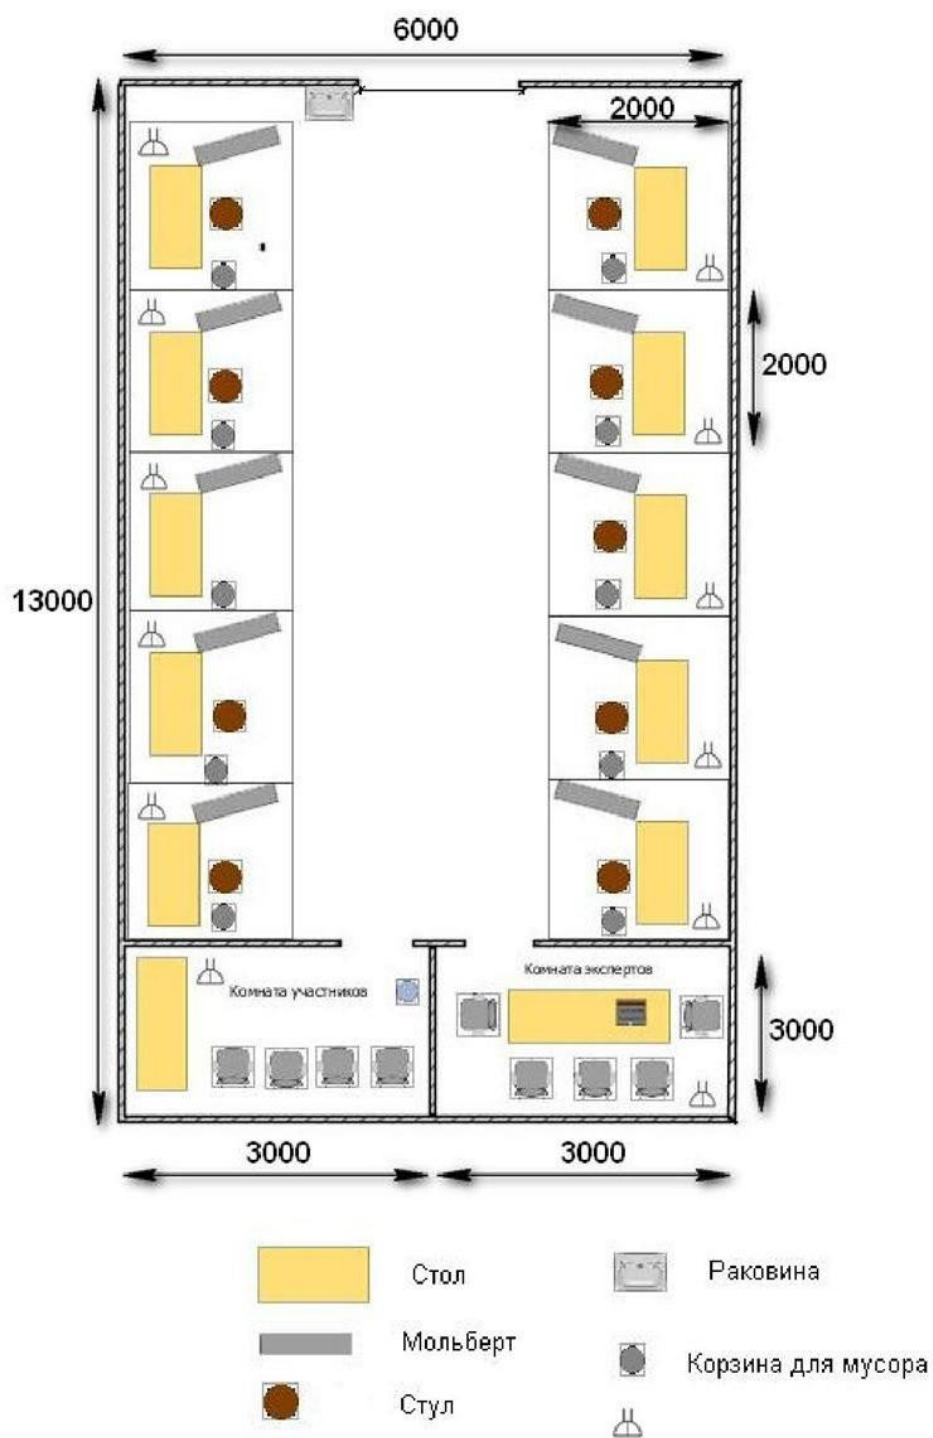 6000
2000
2000
13000
Комната участников
Комната экспертов
3000
3000
3000
Стол
Раковина
Мольберт
Корзина для мусора
Стул